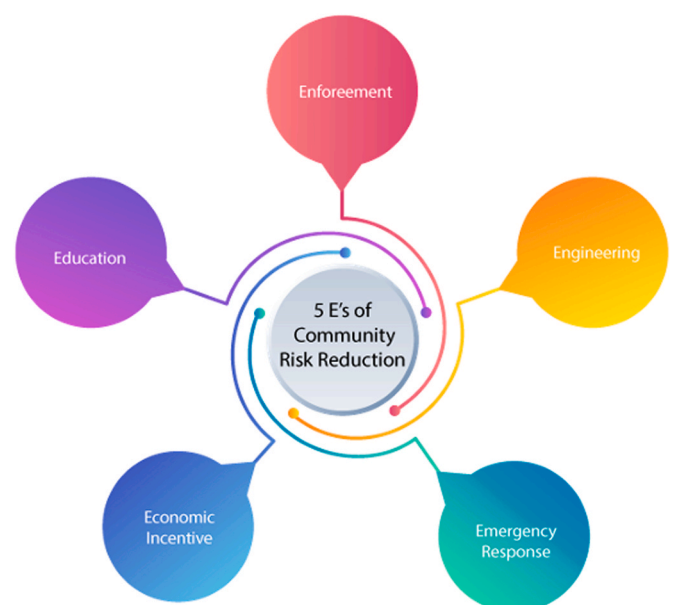 Enforeement
Education
Engineering
5 E's of
Community
Risk Reduction
Economic
Incentive
Emergency
Response